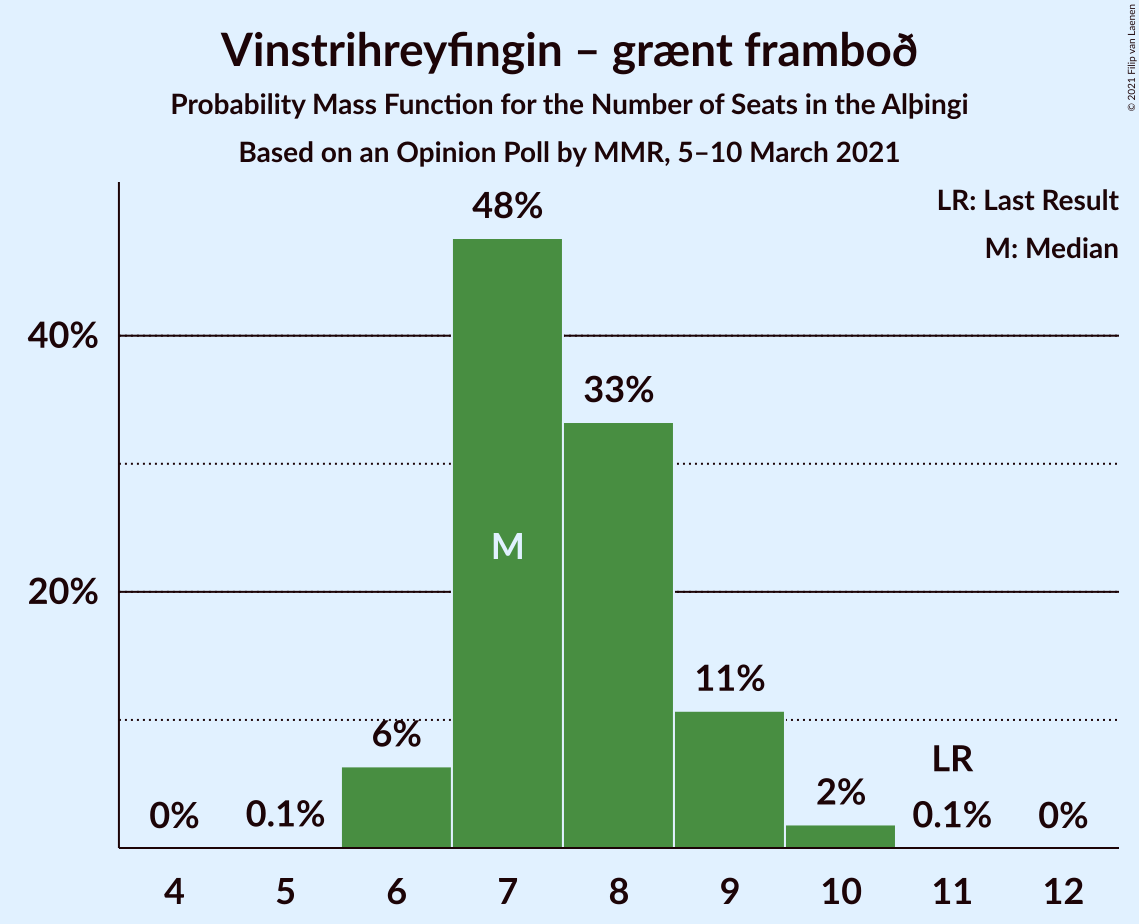 Vinstrihreyfingin – grænt framboð
Probability Mass Function for the Number of Seats in the Alþingi
Based on an Opinion Poll by MMR, 5–10 March 2021
© 2021 Filip van Laenen
LR: Last Result
M: Median
48%
40%
33%
M
20%
11%
6%
LR
2%
0%
0.1%
0.1%
0%
4 5 6 7 8 9 10 11 12